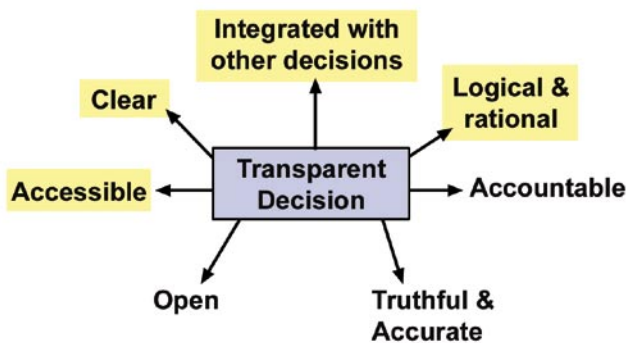 Integrated with
other decisions
Clear
Logical &
rational
Transparent
Decision
Accessible
Accountable
Open
Truthful &
Accurate